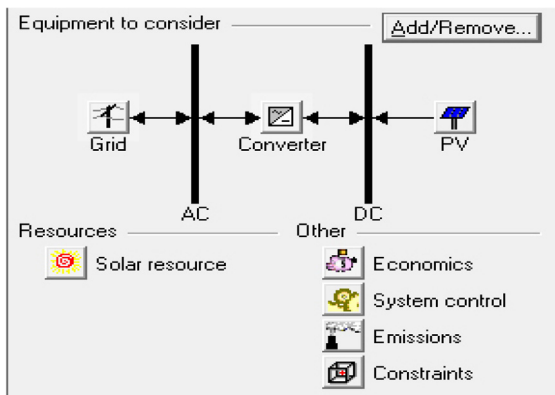 Equipment to consider
Add/Remove...
Grid
Converter
PV
AC
DC
Resources
Other
Solar resource
Economics
System control
Emissions
Constraints